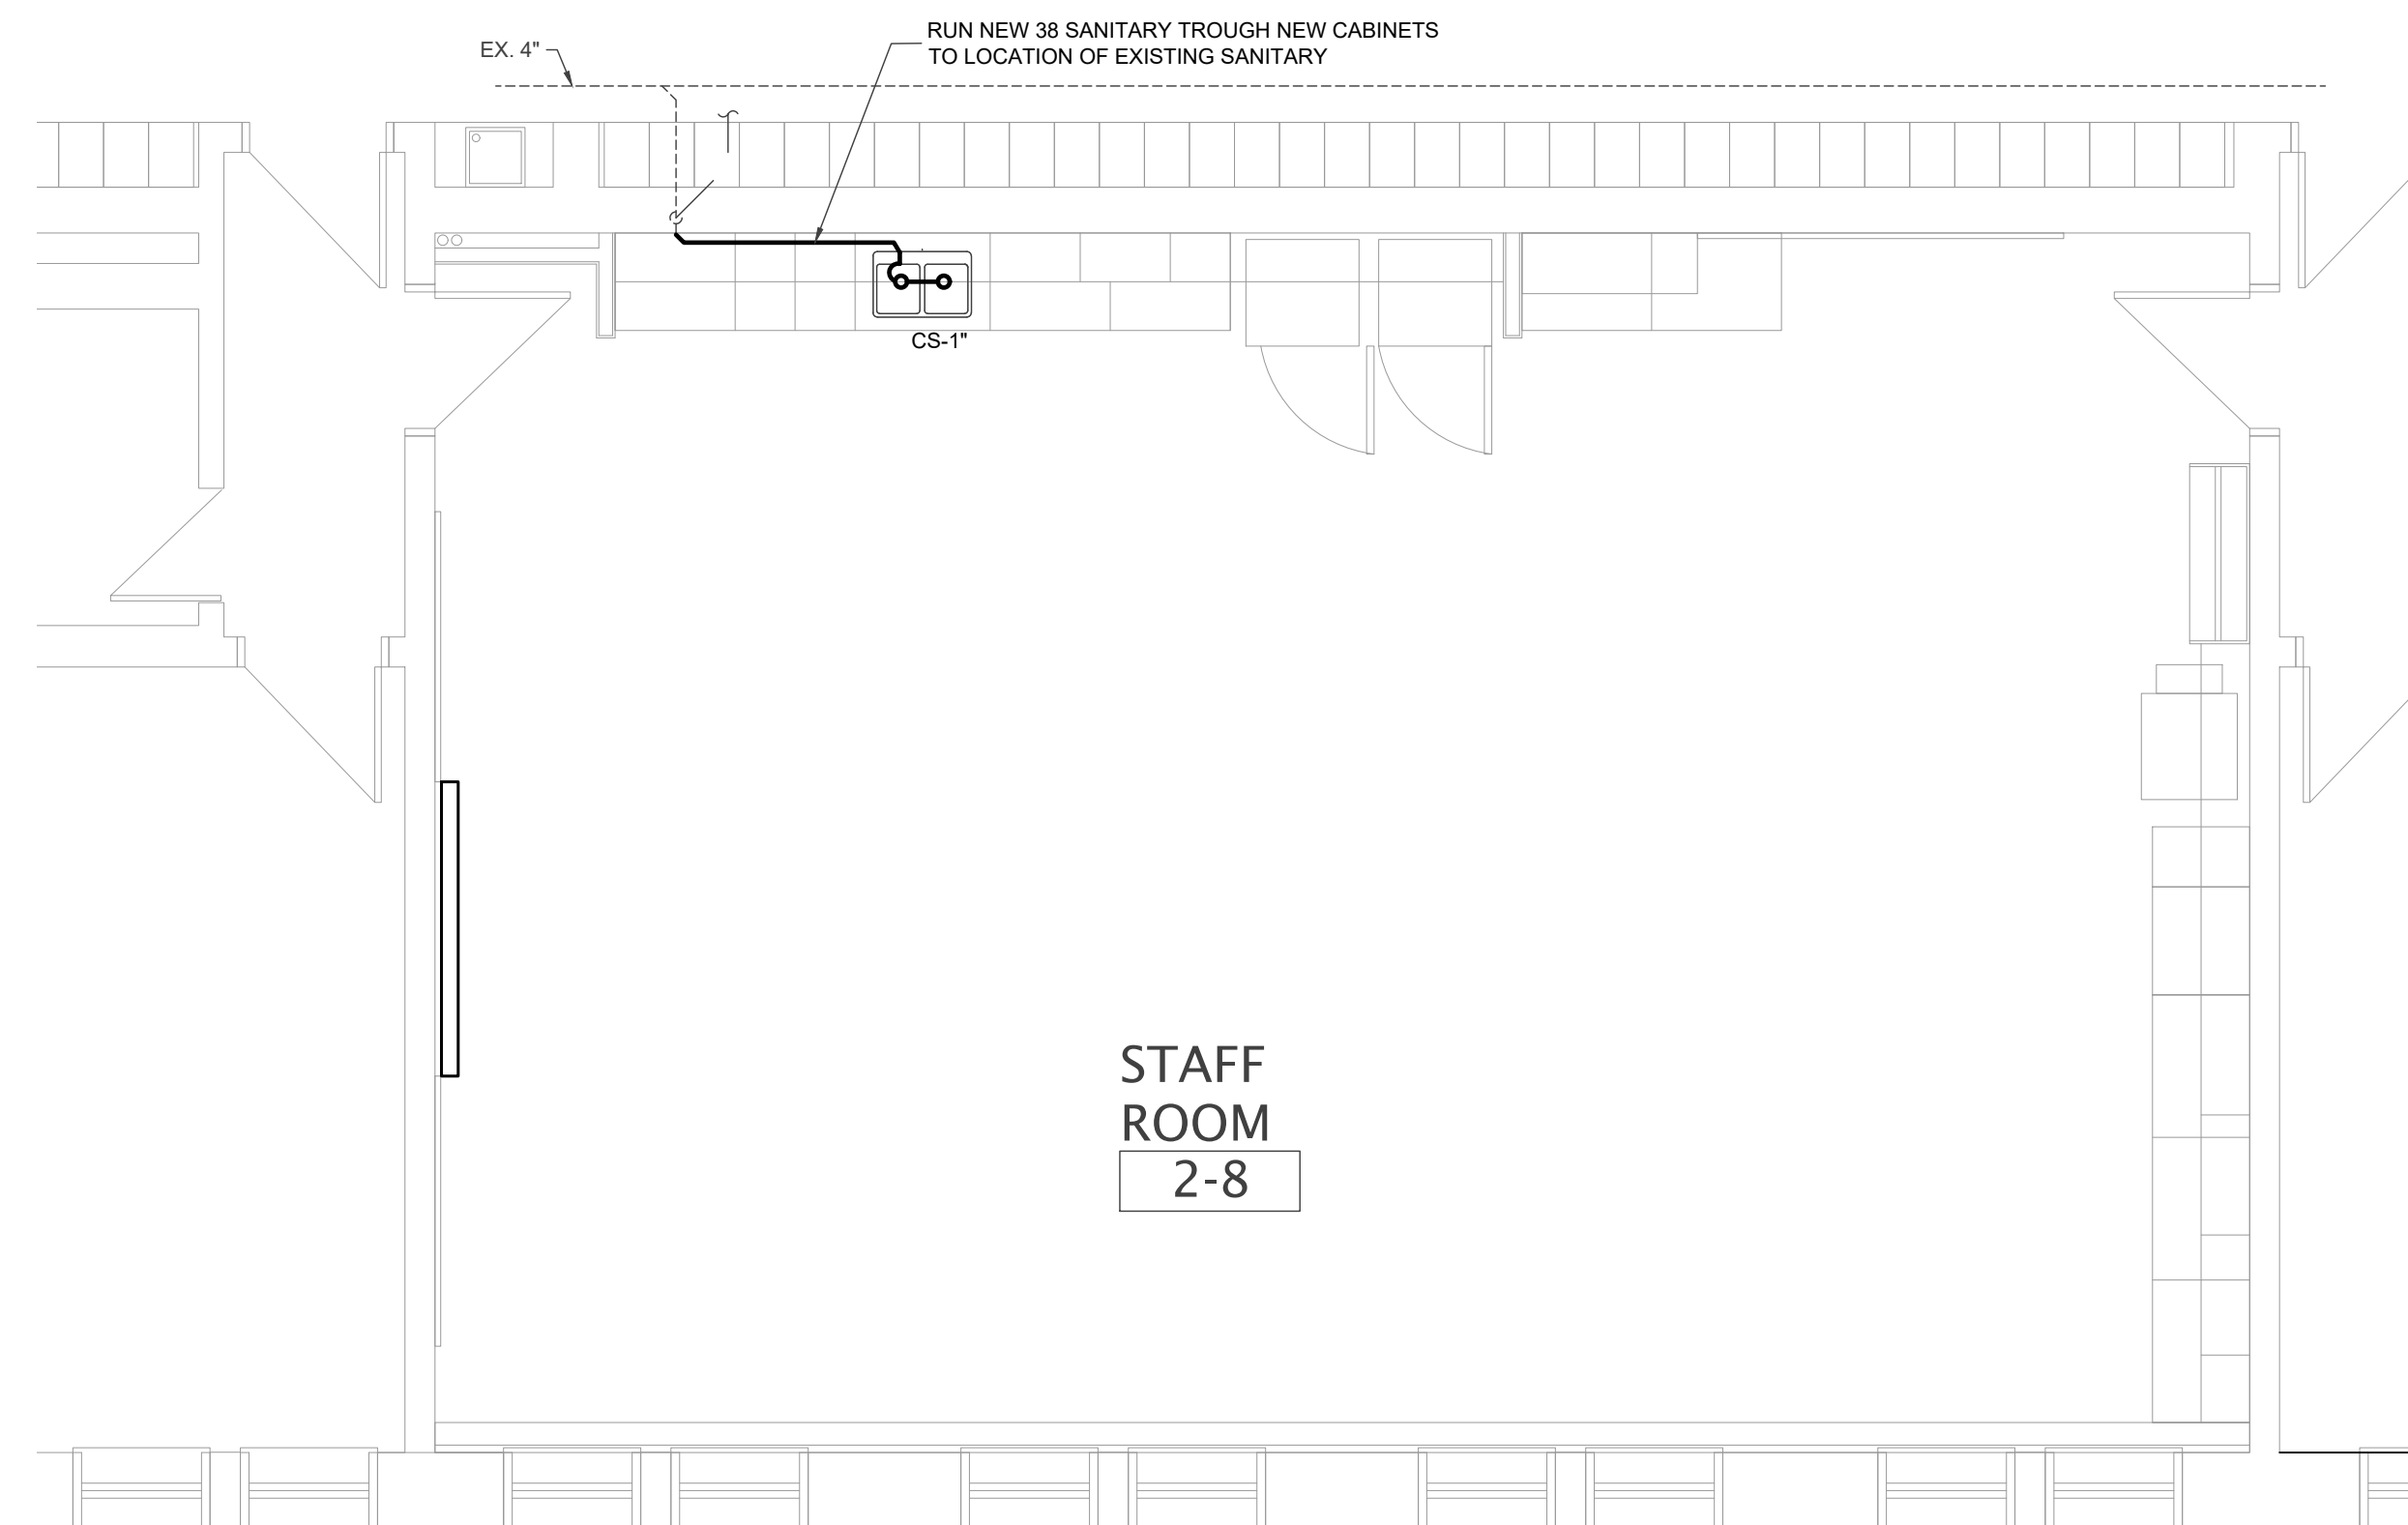 RUN NEW 38 SANITARY TROUGH NEW CABINETS
TO LOCATION OF EXISTING SANITARY
EX. 4"
CS-1"
STAFF
ROOM
2-8